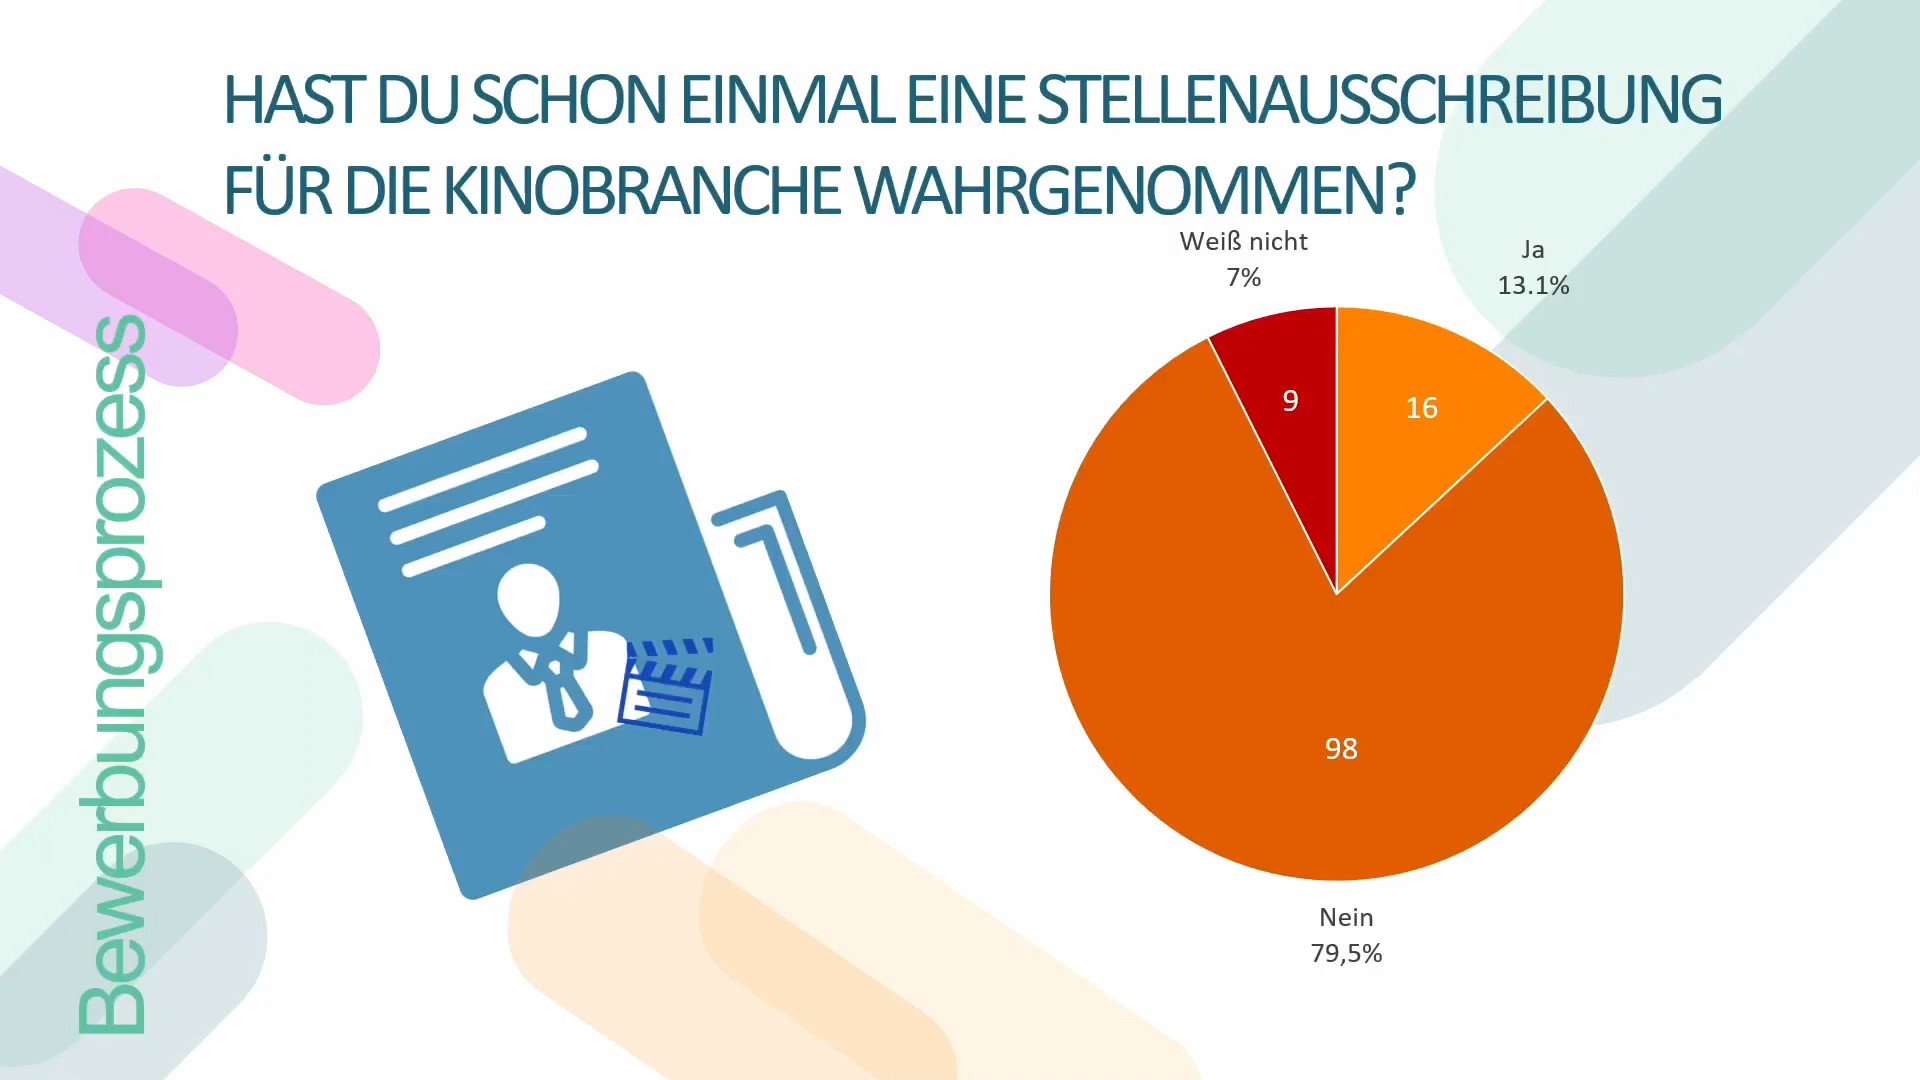 HAST DU SCHON EINMAL EINE STELLENAUSSCHREIBUNG
FÜR DIE KINOBRANCHE WAHRGENOMMEN?
Bewerbungsprozess
Weiß nicht
7%
Ja
13.1%
9
16
98
Nein
79,5%